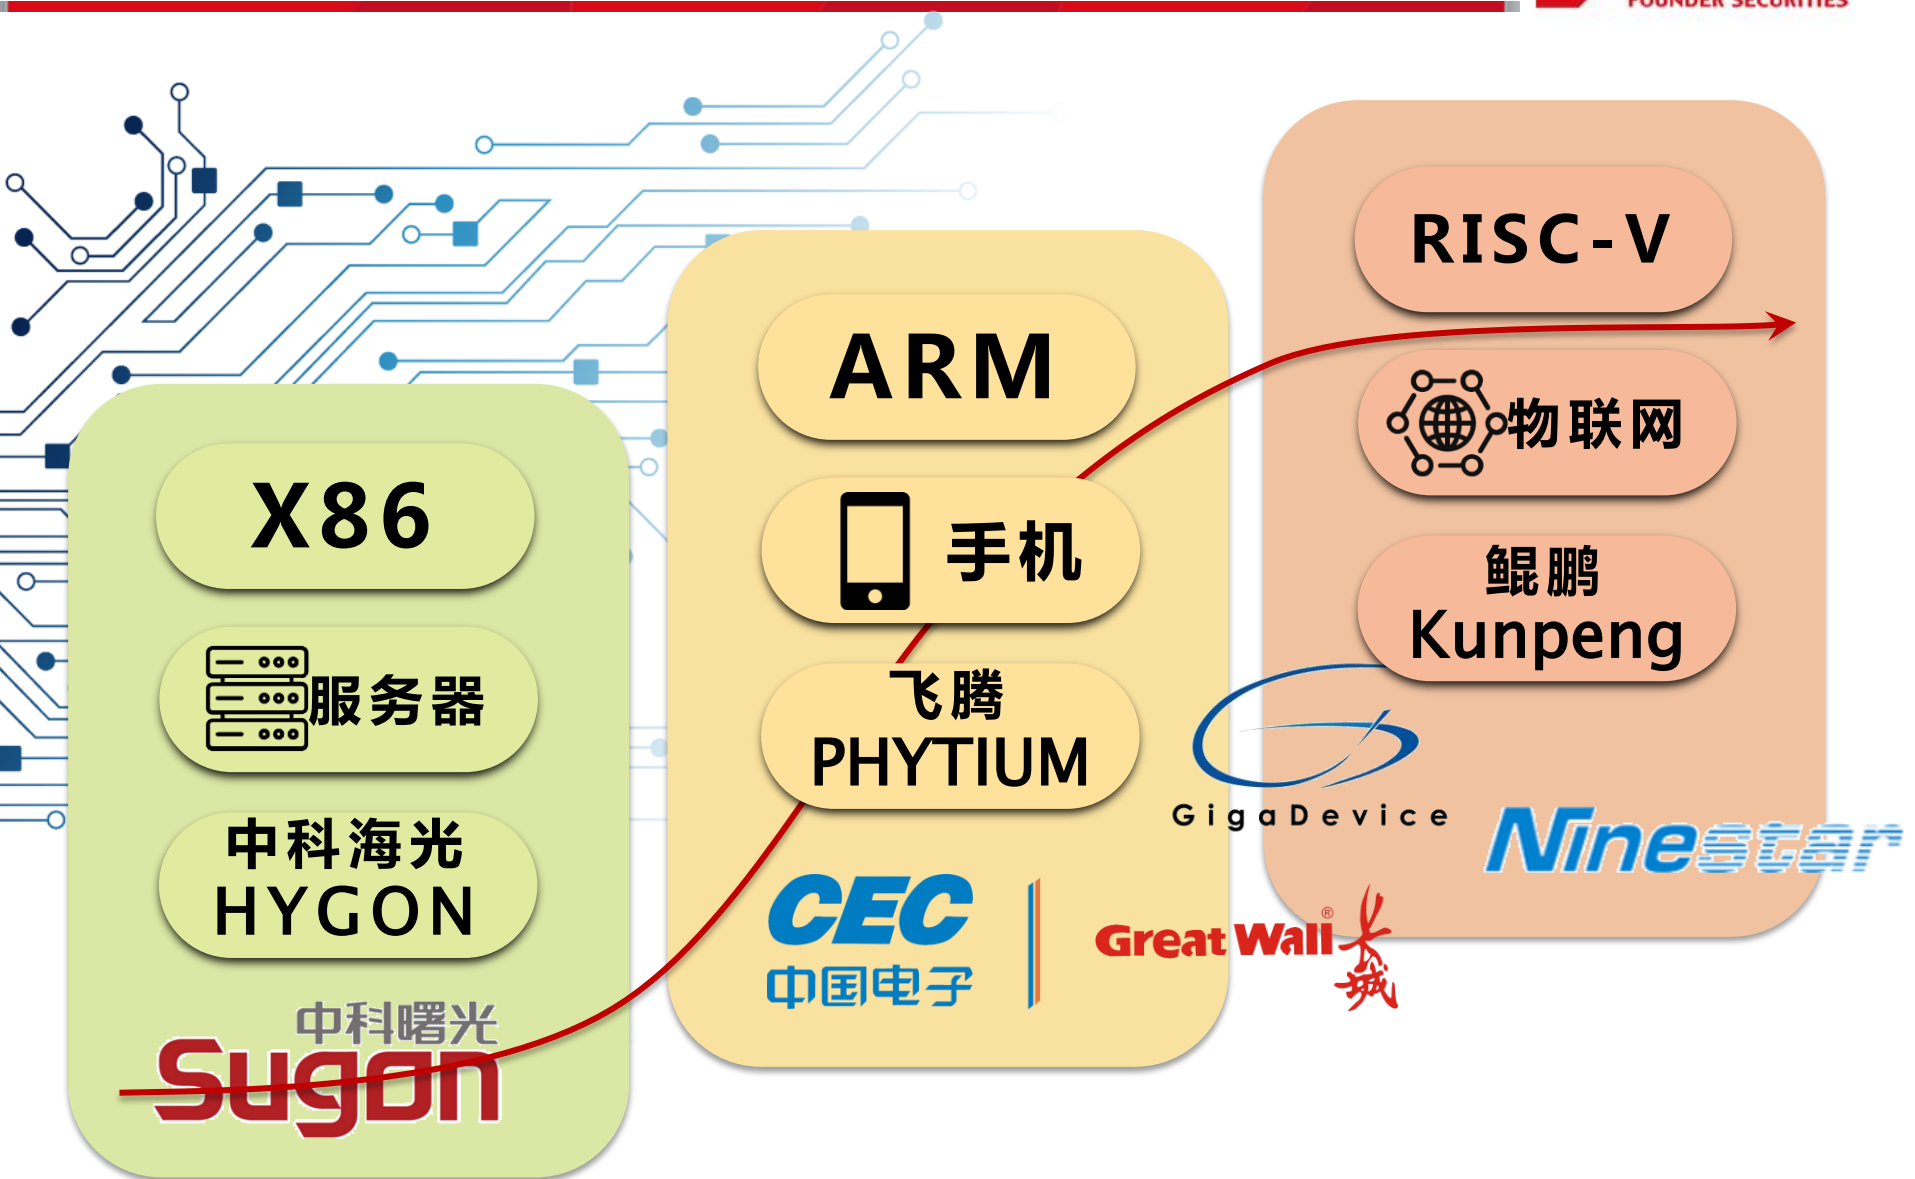 FOUNDER SECURITIES
X86
服务器
中科海光
HYGON
中科曙光
Sugon
ARM
手机
飞腾
PHYTIUM
CEC
中国电子
Great Wall®
长城
RISC-V
物联网
鲲鹏
Kunpeng
GigaDevice
Ninestar